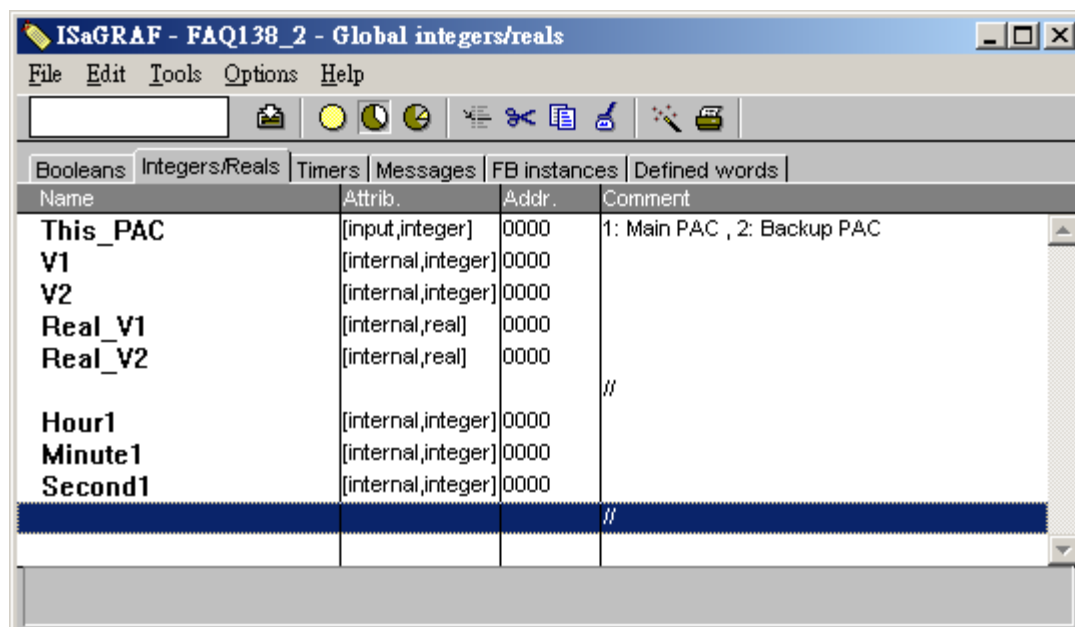 ISaGRAF - FAQ138_2 - Global integers/reals
File Edit Tools Options Help
Booleans Integers/Reals Timers Messages FB instances Defined words
Name Attrib. Addr. Comment
This_PAC [input,integer] 0000 1: Main PAC , 2: Backup PAC
V1 [internal,integer] 0000
V2 [internal,integer] 0000
Real_V1 [internal,real] 0000
Real_V2 [internal,real] 0000
//
Hour1 [internal,integer] 0000
Minute1 [internal,integer] 0000
Second1 [internal,integer] 0000
//